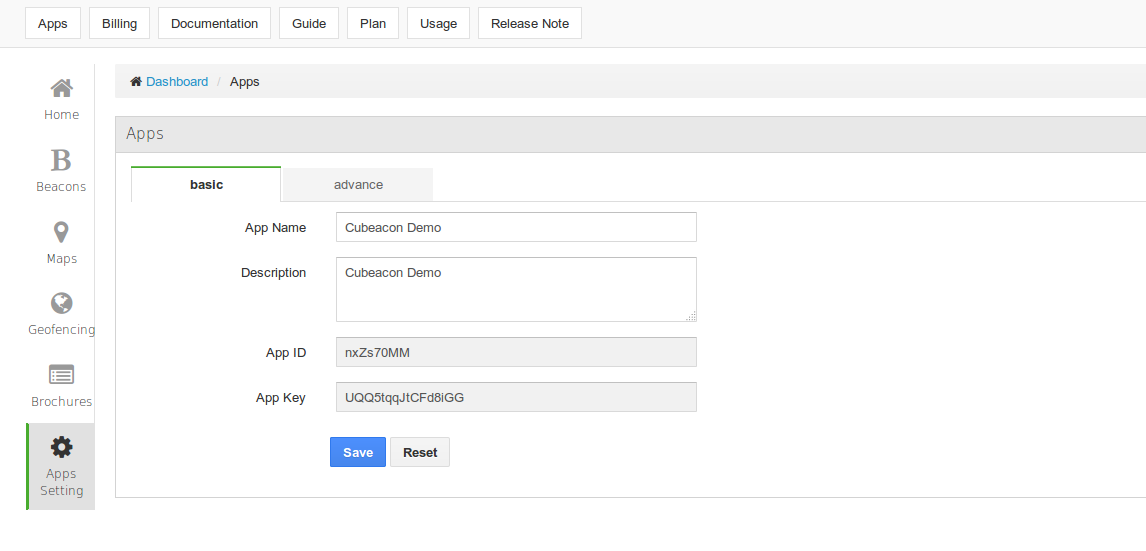 Apps Billing Documentation Guide Plan Usage Release Note
Dashboard / Apps
Home
B
Beacons
Maps
Geofencing
Brochures
Apps
Setting
Apps
basic advance
App Name Cubeacon Demo
Description Cubeacon Demo
App ID nxZs70MM
App Key UQQ5tqqJtCFd8iGG
Save Reset